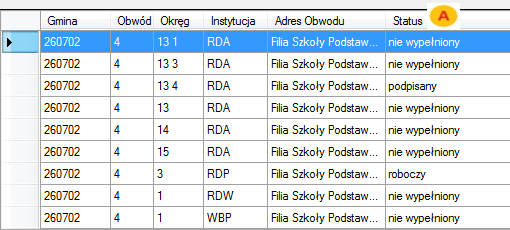 Gmina Obwód Okręg Instytucja Adres Obwodu Status A
260702 4 13 1 RDA Filia Szkoły Podstaw... nie wypełniony
260702 4 13 3 RDA Filia Szkoły Podstaw... nie wypełniony
260702 4 13 4 RDA Filia Szkoły Podstaw... podpisany
260702 4 13 RDA Filia Szkoły Podstaw... nie wypełniony
260702 4 14 RDA Filia Szkoły Podstaw... nie wypełniony
260702 4 15 RDA Filia Szkoły Podstaw... nie wypełniony
260702 4 3 RDP Filia Szkoły Podstaw... roboczy
260702 4 1 RDW Filia Szkoły Podstaw... nie wypełniony
260702 4 1 WBP Filia Szkoły Podstaw... nie wypełniony